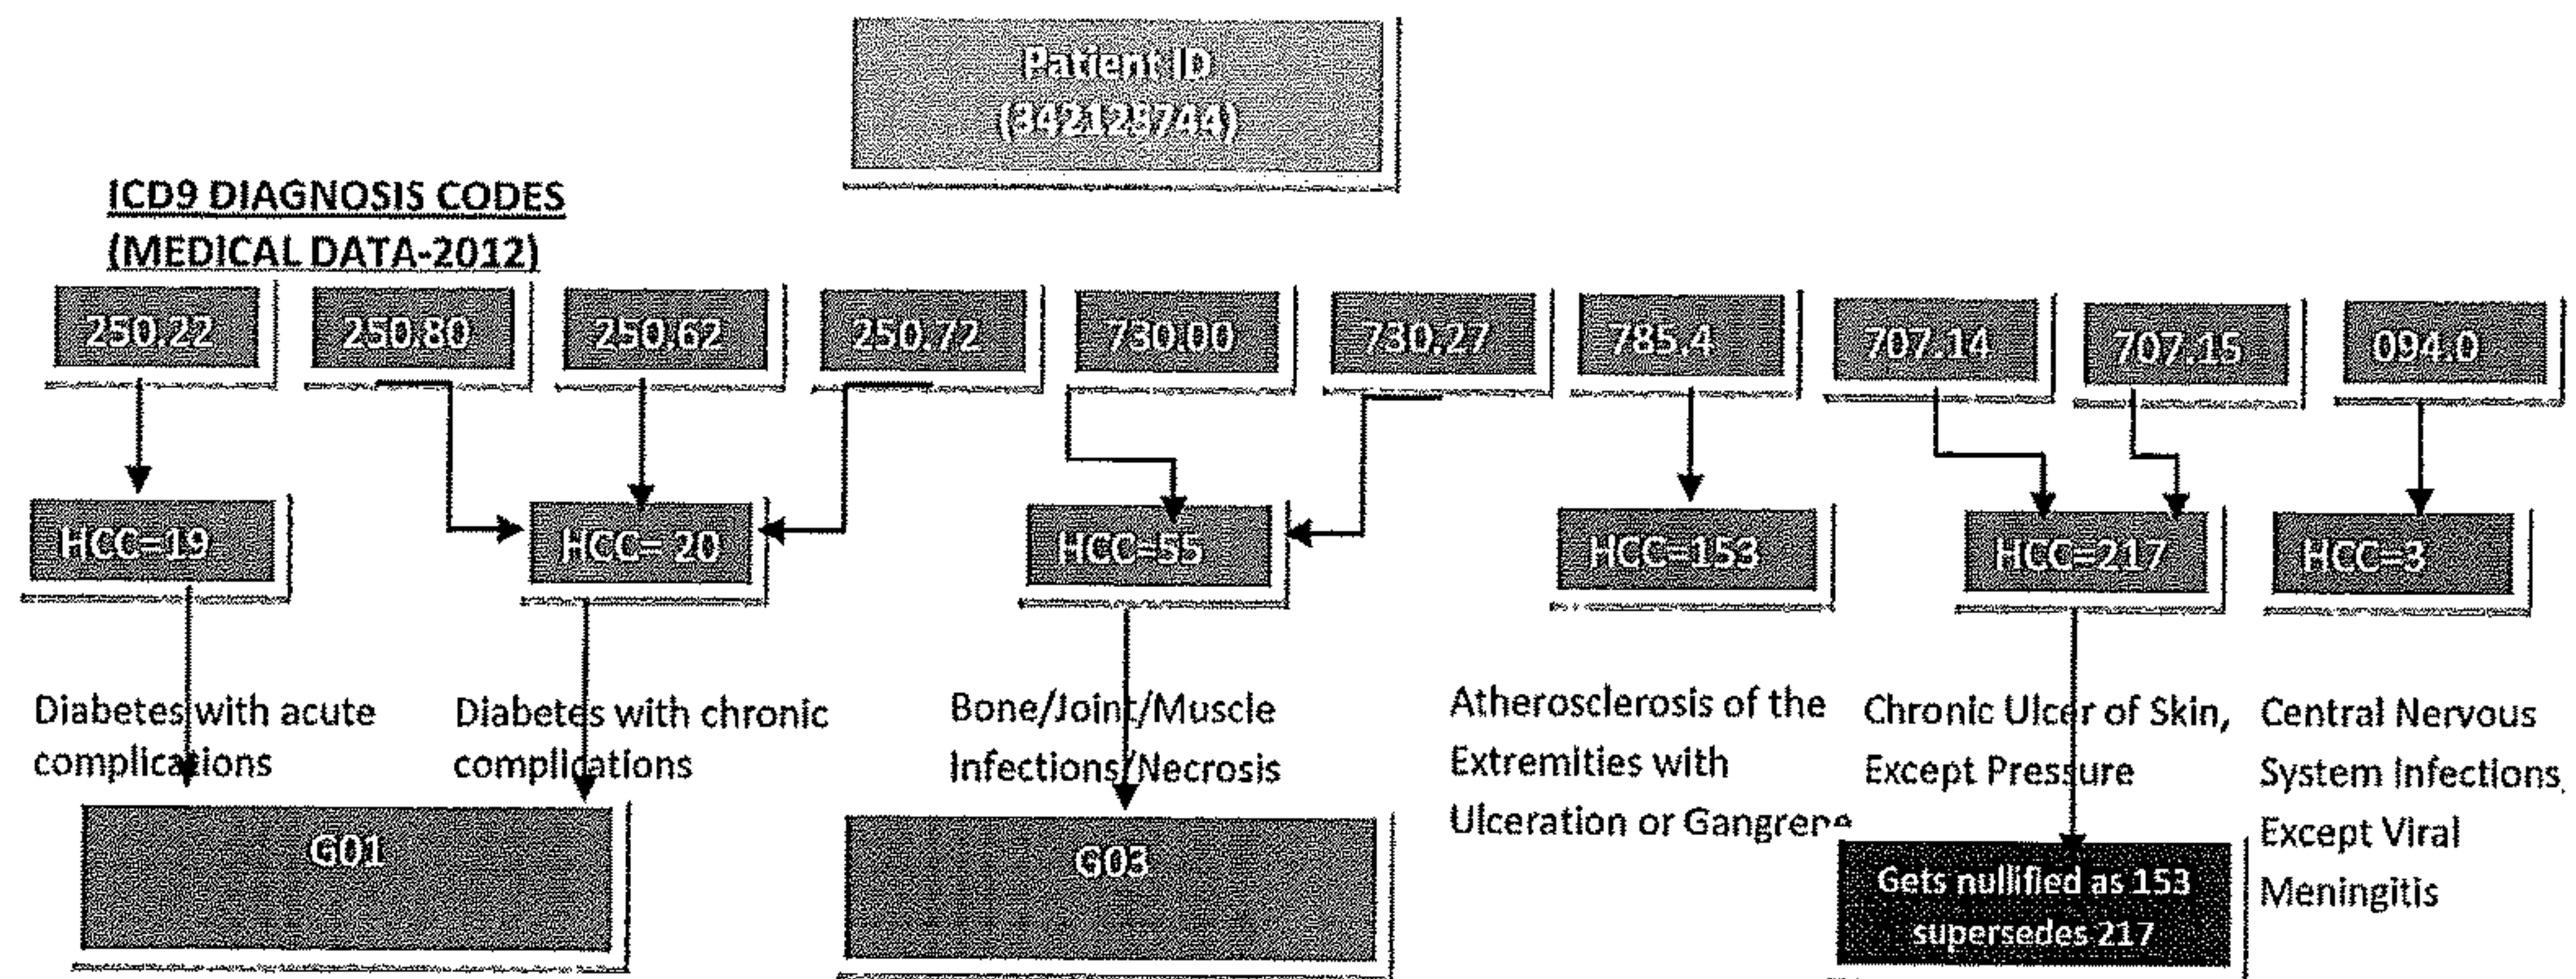 Patient ID
(342125744)
ICD9 DIAGNOSIS CODES
(MEDICAL DATA-2012)
250.22
250.80
250.62
250.72
730.00
730.27
785.4
707.14
707.15
094.0
HCC=19
HCC= 20
HCC=55
HCC=153
HCC=217
HCC=3
Diabetes with acute
complications
Diabetes with chronic
complications
Bone/Joint/Muscle
Infections/Necrosis
Atherosclerosis of the
Extremities with
Ulceration or Gangrene
Chronic Ulcer of Skin,
Except Pressure
Central Nervous
System Infections,
Except Viral
Meningitis
G01
G03
Gets nullified as 153
supersedes 217